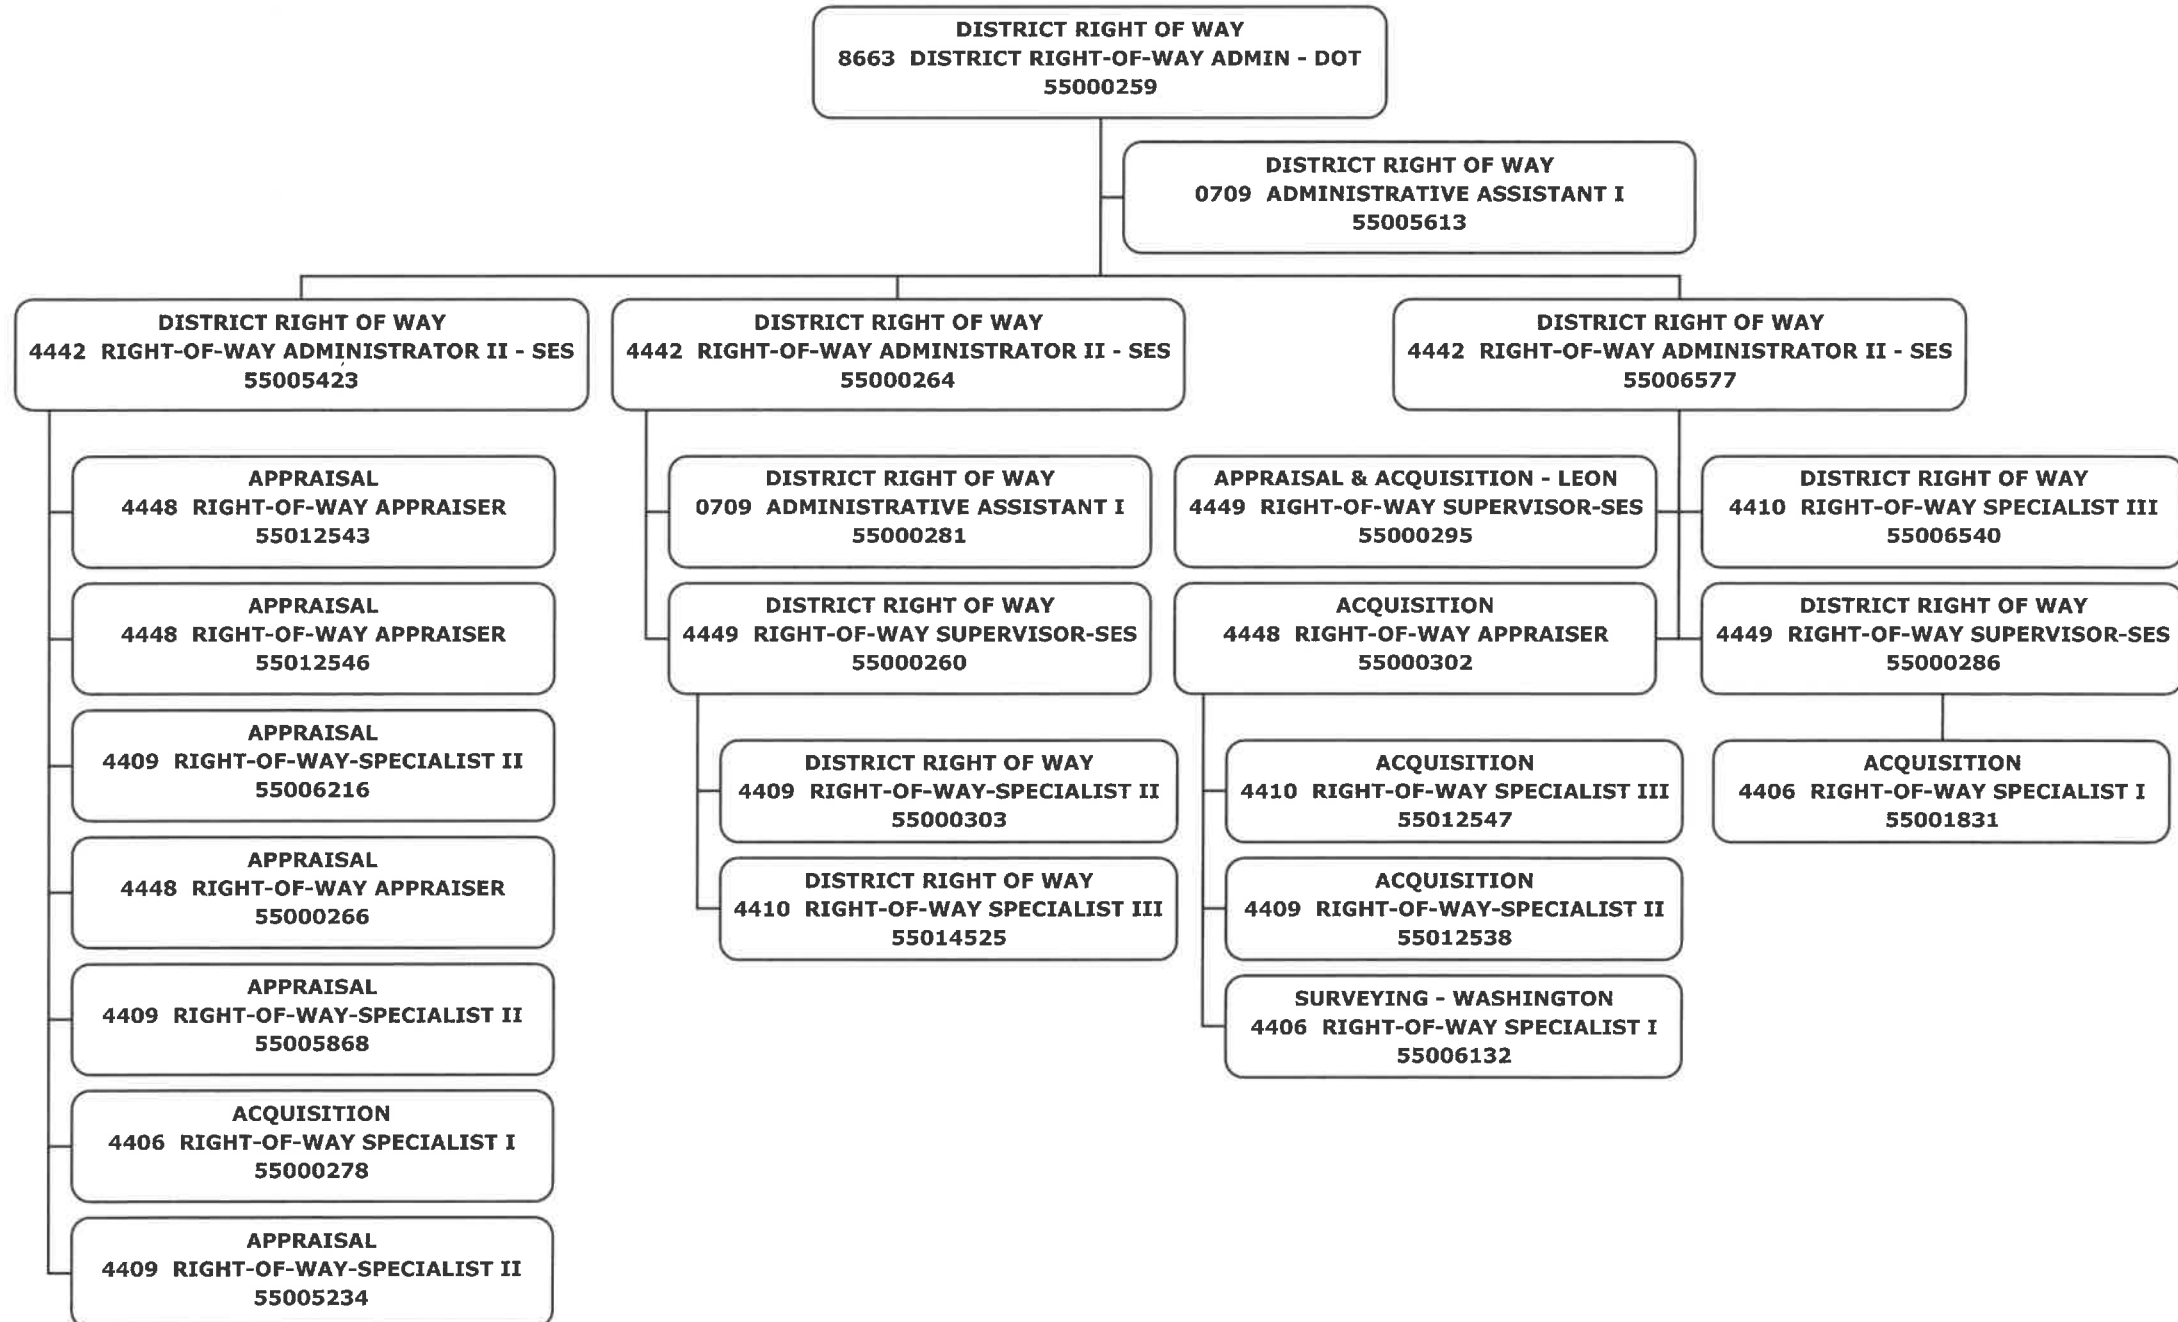 DISTRICT RIGHT OF WAY
8663 DISTRICT RIGHT-OF-WAY ADMIN - DOT
55000259
DISTRICT RIGHT OF WAY
0709 ADMINISTRATIVE ASSISTANT I
55005613
DISTRICT RIGHT OF WAY
4442 RIGHT-OF-WAY ADMINISTRATOR II - SES
55005423
DISTRICT RIGHT OF WAY
4442 RIGHT-OF-WAY ADMINISTRATOR II - SES
55000264
DISTRICT RIGHT OF WAY
4442 RIGHT-OF-WAY ADMINISTRATOR II - SES
55006577
APPRAISAL
4448 RIGHT-OF-WAY APPRAISER
55012543
APPRAISAL
4448 RIGHT-OF-WAY APPRAISER
55012546
APPRAISAL
4409 RIGHT-OF-WAY-SPECIALIST II
55006216
APPRAISAL
4448 RIGHT-OF-WAY APPRAISER
55000266
APPRAISAL
4409 RIGHT-OF-WAY-SPECIALIST II
55005868
ACQUISITION
4406 RIGHT-OF-WAY SPECIALIST I
55000278
APPRAISAL
4409 RIGHT-OF-WAY-SPECIALIST II
55005234
DISTRICT RIGHT OF WAY
0709 ADMINISTRATIVE ASSISTANT I
55000281
DISTRICT RIGHT OF WAY
4449 RIGHT-OF-WAY SUPERVISOR-SES
55000260
DISTRICT RIGHT OF WAY
4409 RIGHT-OF-WAY-SPECIALIST II
55000303
DISTRICT RIGHT OF WAY
4410 RIGHT-OF-WAY SPECIALIST III
55014525
APPRAISAL & ACQUISITION - LEON
4449 RIGHT-OF-WAY SUPERVISOR-SES
55000295
DISTRICT RIGHT OF WAY
4410 RIGHT-OF-WAY SPECIALIST III
55006540
ACQUISITION
4448 RIGHT-OF-WAY APPRAISER
55000302
DISTRICT RIGHT OF WAY
4449 RIGHT-OF-WAY SUPERVISOR-SES
55000286
ACQUISITION
4410 RIGHT-OF-WAY SPECIALIST III
55012547
ACQUISITION
4409 RIGHT-OF-WAY-SPECIALIST II
55012538
SURVEYING - WASHINGTON
4406 RIGHT-OF-WAY SPECIALIST I
55006132
ACQUISITION
4406 RIGHT-OF-WAY SPECIALIST I
55001831